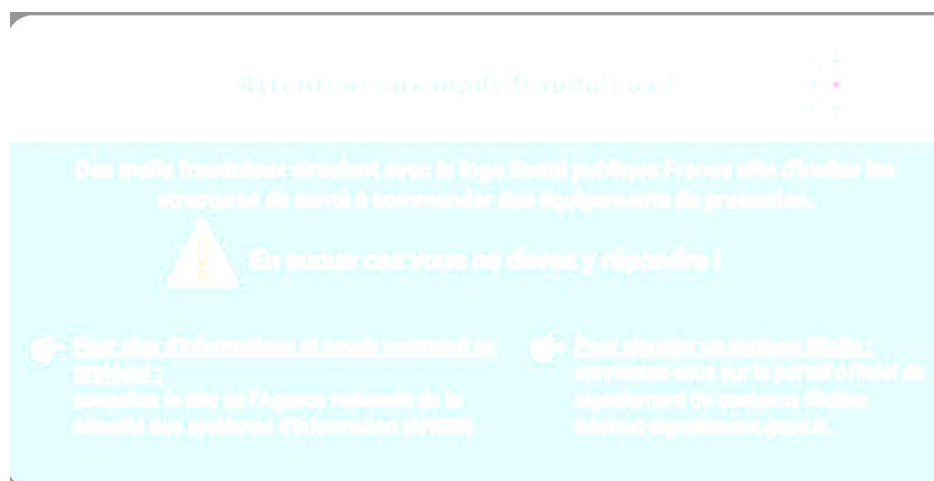 Attention aux mails frauduleux !
Des mails frauduleux circulent avec le logo Santé publique France afin d'inciter les
structures de santé à commander des équipements de protection.
En aucun cas vous ne devez y répondre !
Pour plus d'informations et savoir comment se
protéger :
consultez le site de l'Agence nationale de la
sécurité des systèmes d'information (ANSSI)
Pour signaler un contenu illicite :
connectez-vous sur le portail officiel de
signalement de contenus illicites
internet-signalement.gouv.fr.